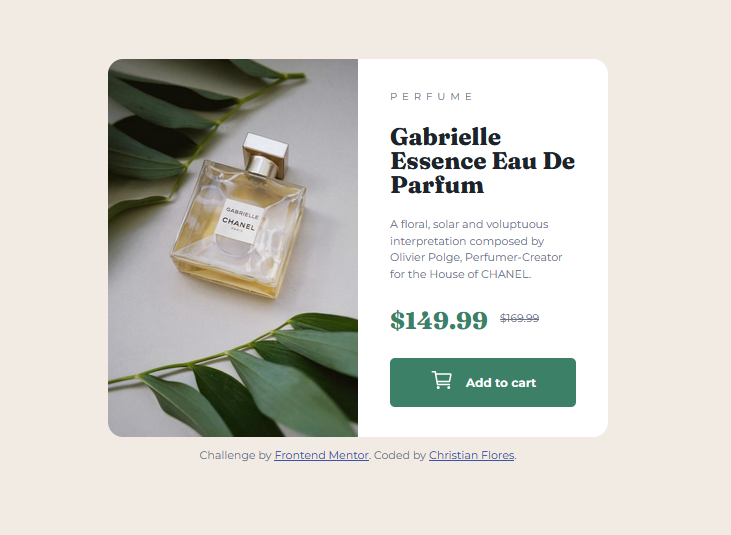 GABRIELLE
CHANEL
PARIS
PERFUME
Gabrielle
Essence Eau De
Parfum
A floral, solar and voluptuous
interpretation composed by
Olivier Polge, Perfumer-Creator
for the House of CHANEL.
$149.99 $169.99
Add to cart
Challenge by Frontend Mentor. Coded by Christian Flores.